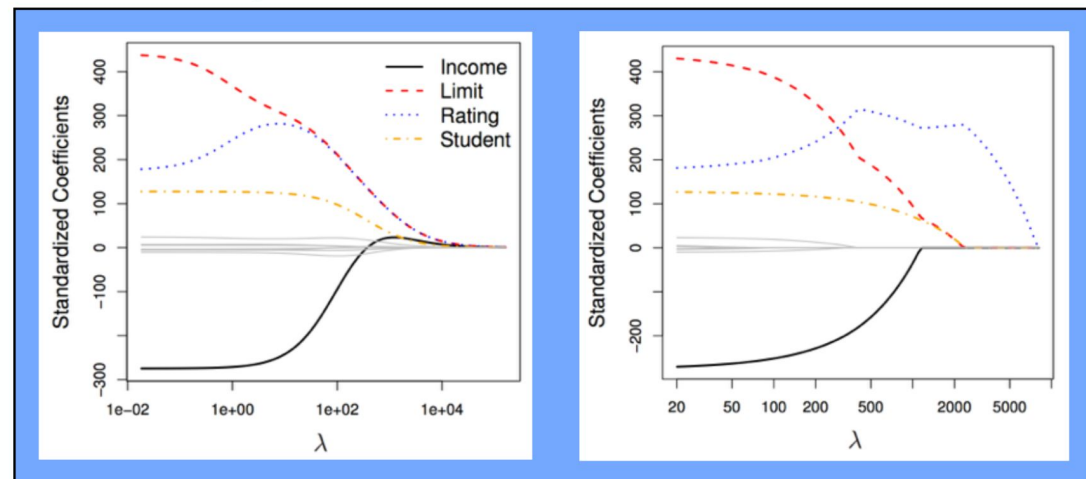 Standardized Coefficients
400
300
200
100
0
-100
-300
1e-02
1e+00
1e+02
1e+04
λ
Income
Limit
Rating
Student
Standardized Coefficients
400
300
200
100
0
-200
20
50
100
200
500
2000
5000
λ